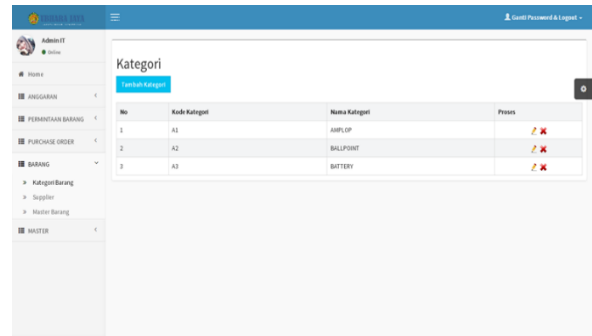 Ganti Password & Logout
Admin IT
Online
Home
ANGGARAN
PERMINTAAN BARANG
PURCHASE ORDER
BARANG
Kategori Barang
Supplier
Master Barang
MASTER
Kategori
Tambah Kategori
No Kode Kategori Nama Kategori Proses
1 A1 AMPLOP
2 A2 BALLPOINT
3 A3 BATTERY